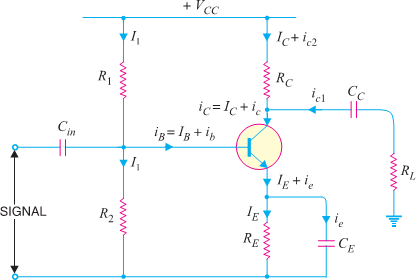 + V_CC
I_1
I_C + i_c2
R_1
R_C
i_c1
C_C
i_C = I_C + i_c
C_in
i_B = I_B + i_b
R_L
I_1
I_E + i_e
SIGNAL
R_2
I_E
i_e
R_E
C_E